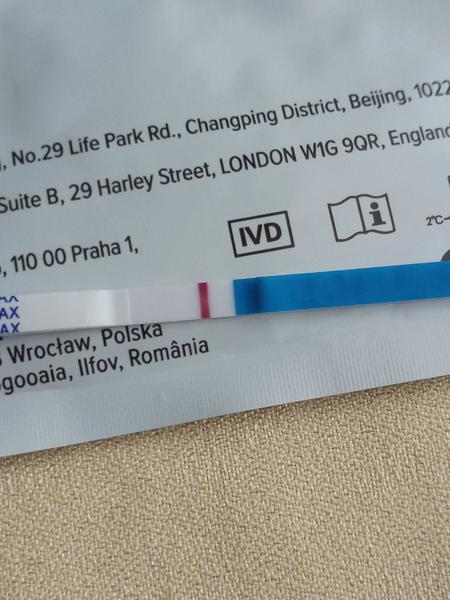 No.29 Life Park Rd., Changping District, Beijing, 1022
Suite B, 29 Harley Street, LONDON W1G 9QR, England
110 00 Praha 1,
IVD
i
2°C
AX
AX
Wrocław, Polska
Ilfov, România